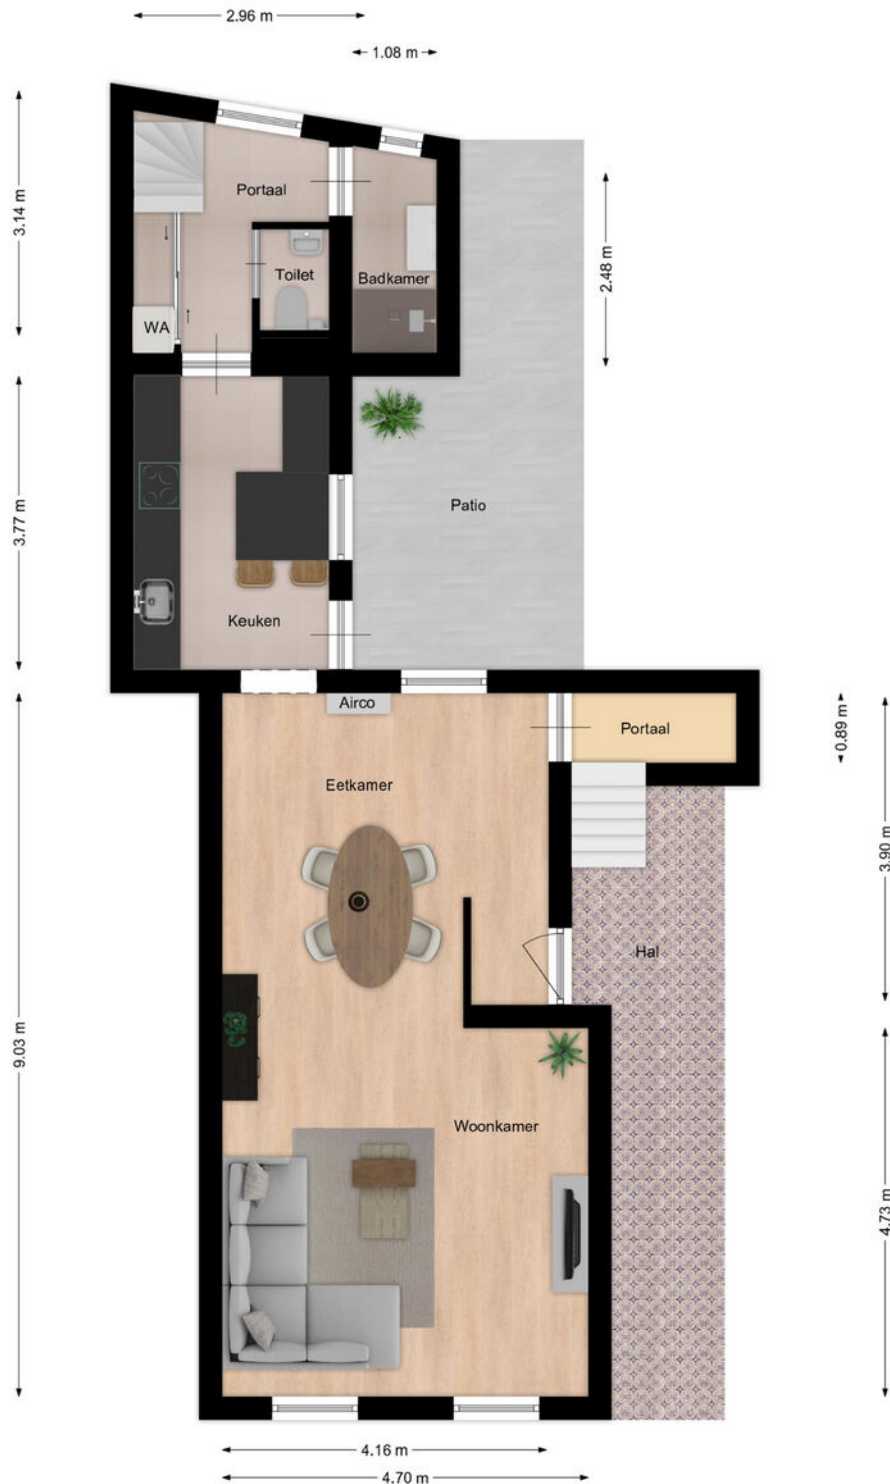 2.96 m
1.08 m
3.14 m
Portaal
2.48 m
Toilet
Badkamer
WA
3.77 m
Patio
Keuken
Airco
Portaal
0.89 m
Eetkamer
3.90 m
Hal
9.03 m
Woonkamer
4.73 m
4.16 m
4.70 m